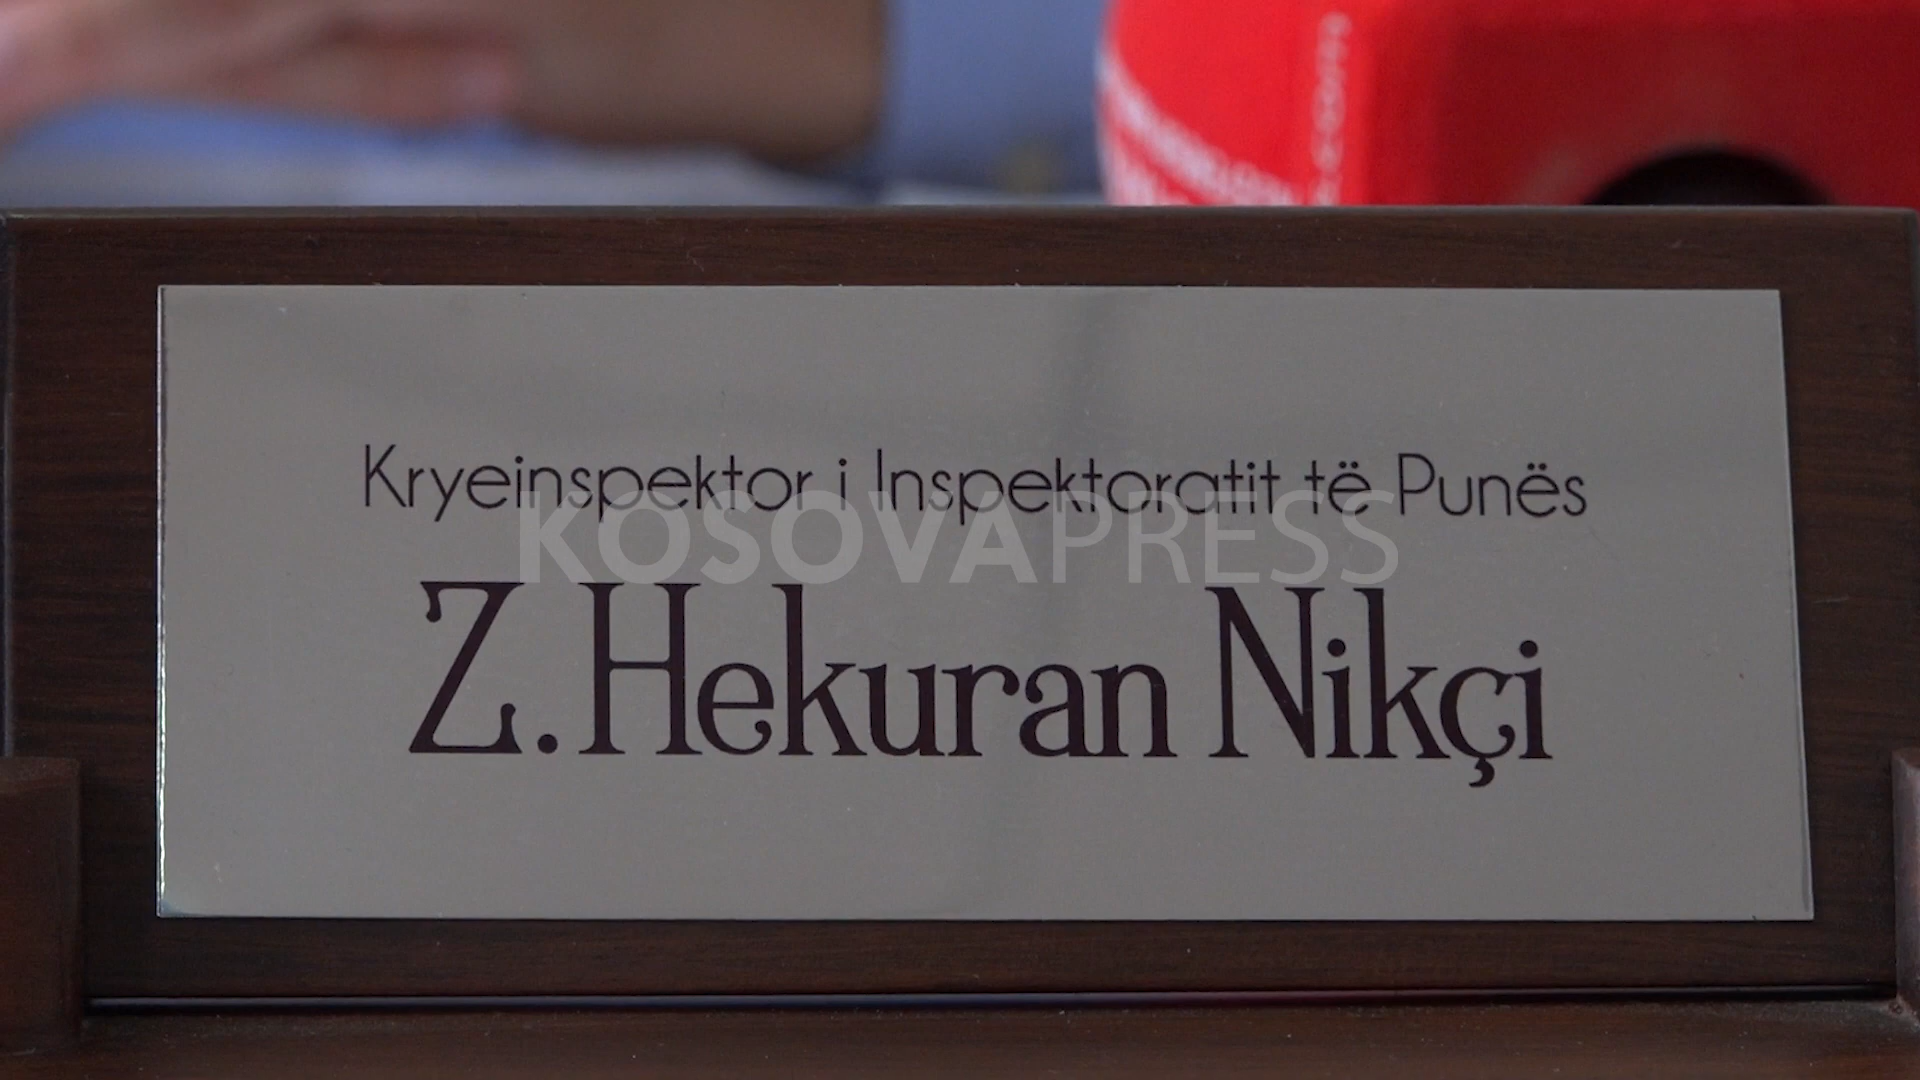 Kryeinspektor i Inspektoratit të Punës
KOSOVAPRESS
Z. Hekuran Nikçi